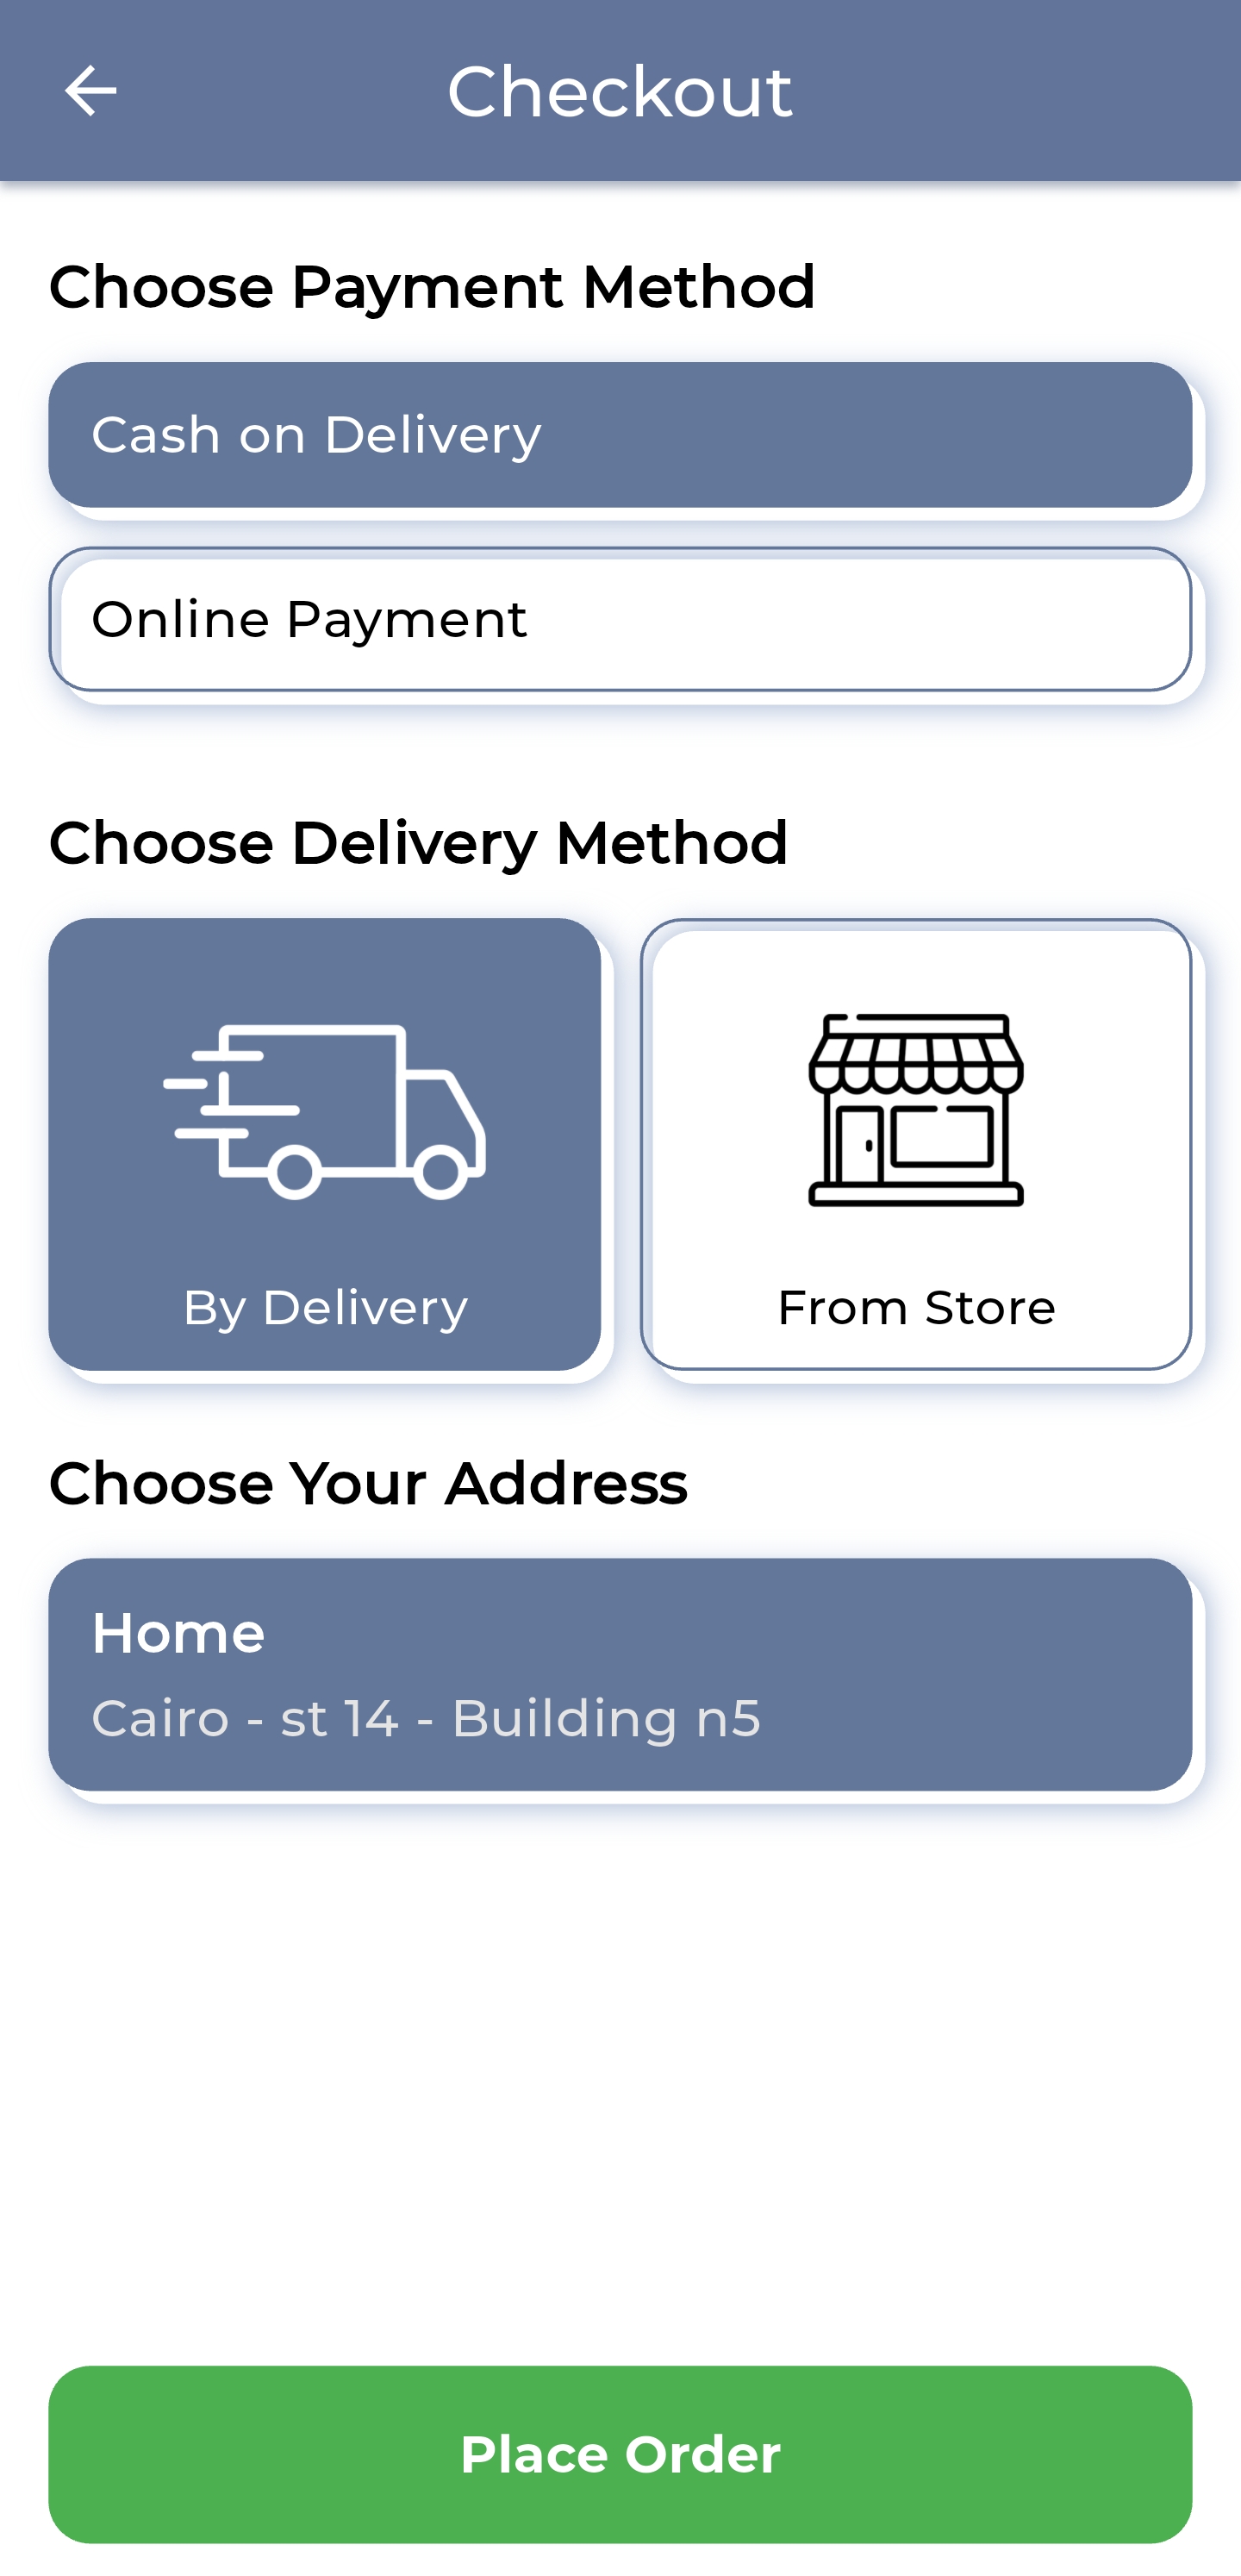 Checkout
Choose Payment Method
Cash on Delivery
Online Payment
Choose Delivery Method
By Delivery
From Store
Choose Your Address
Home
Cairo - st 14 - Building n5
Place Order